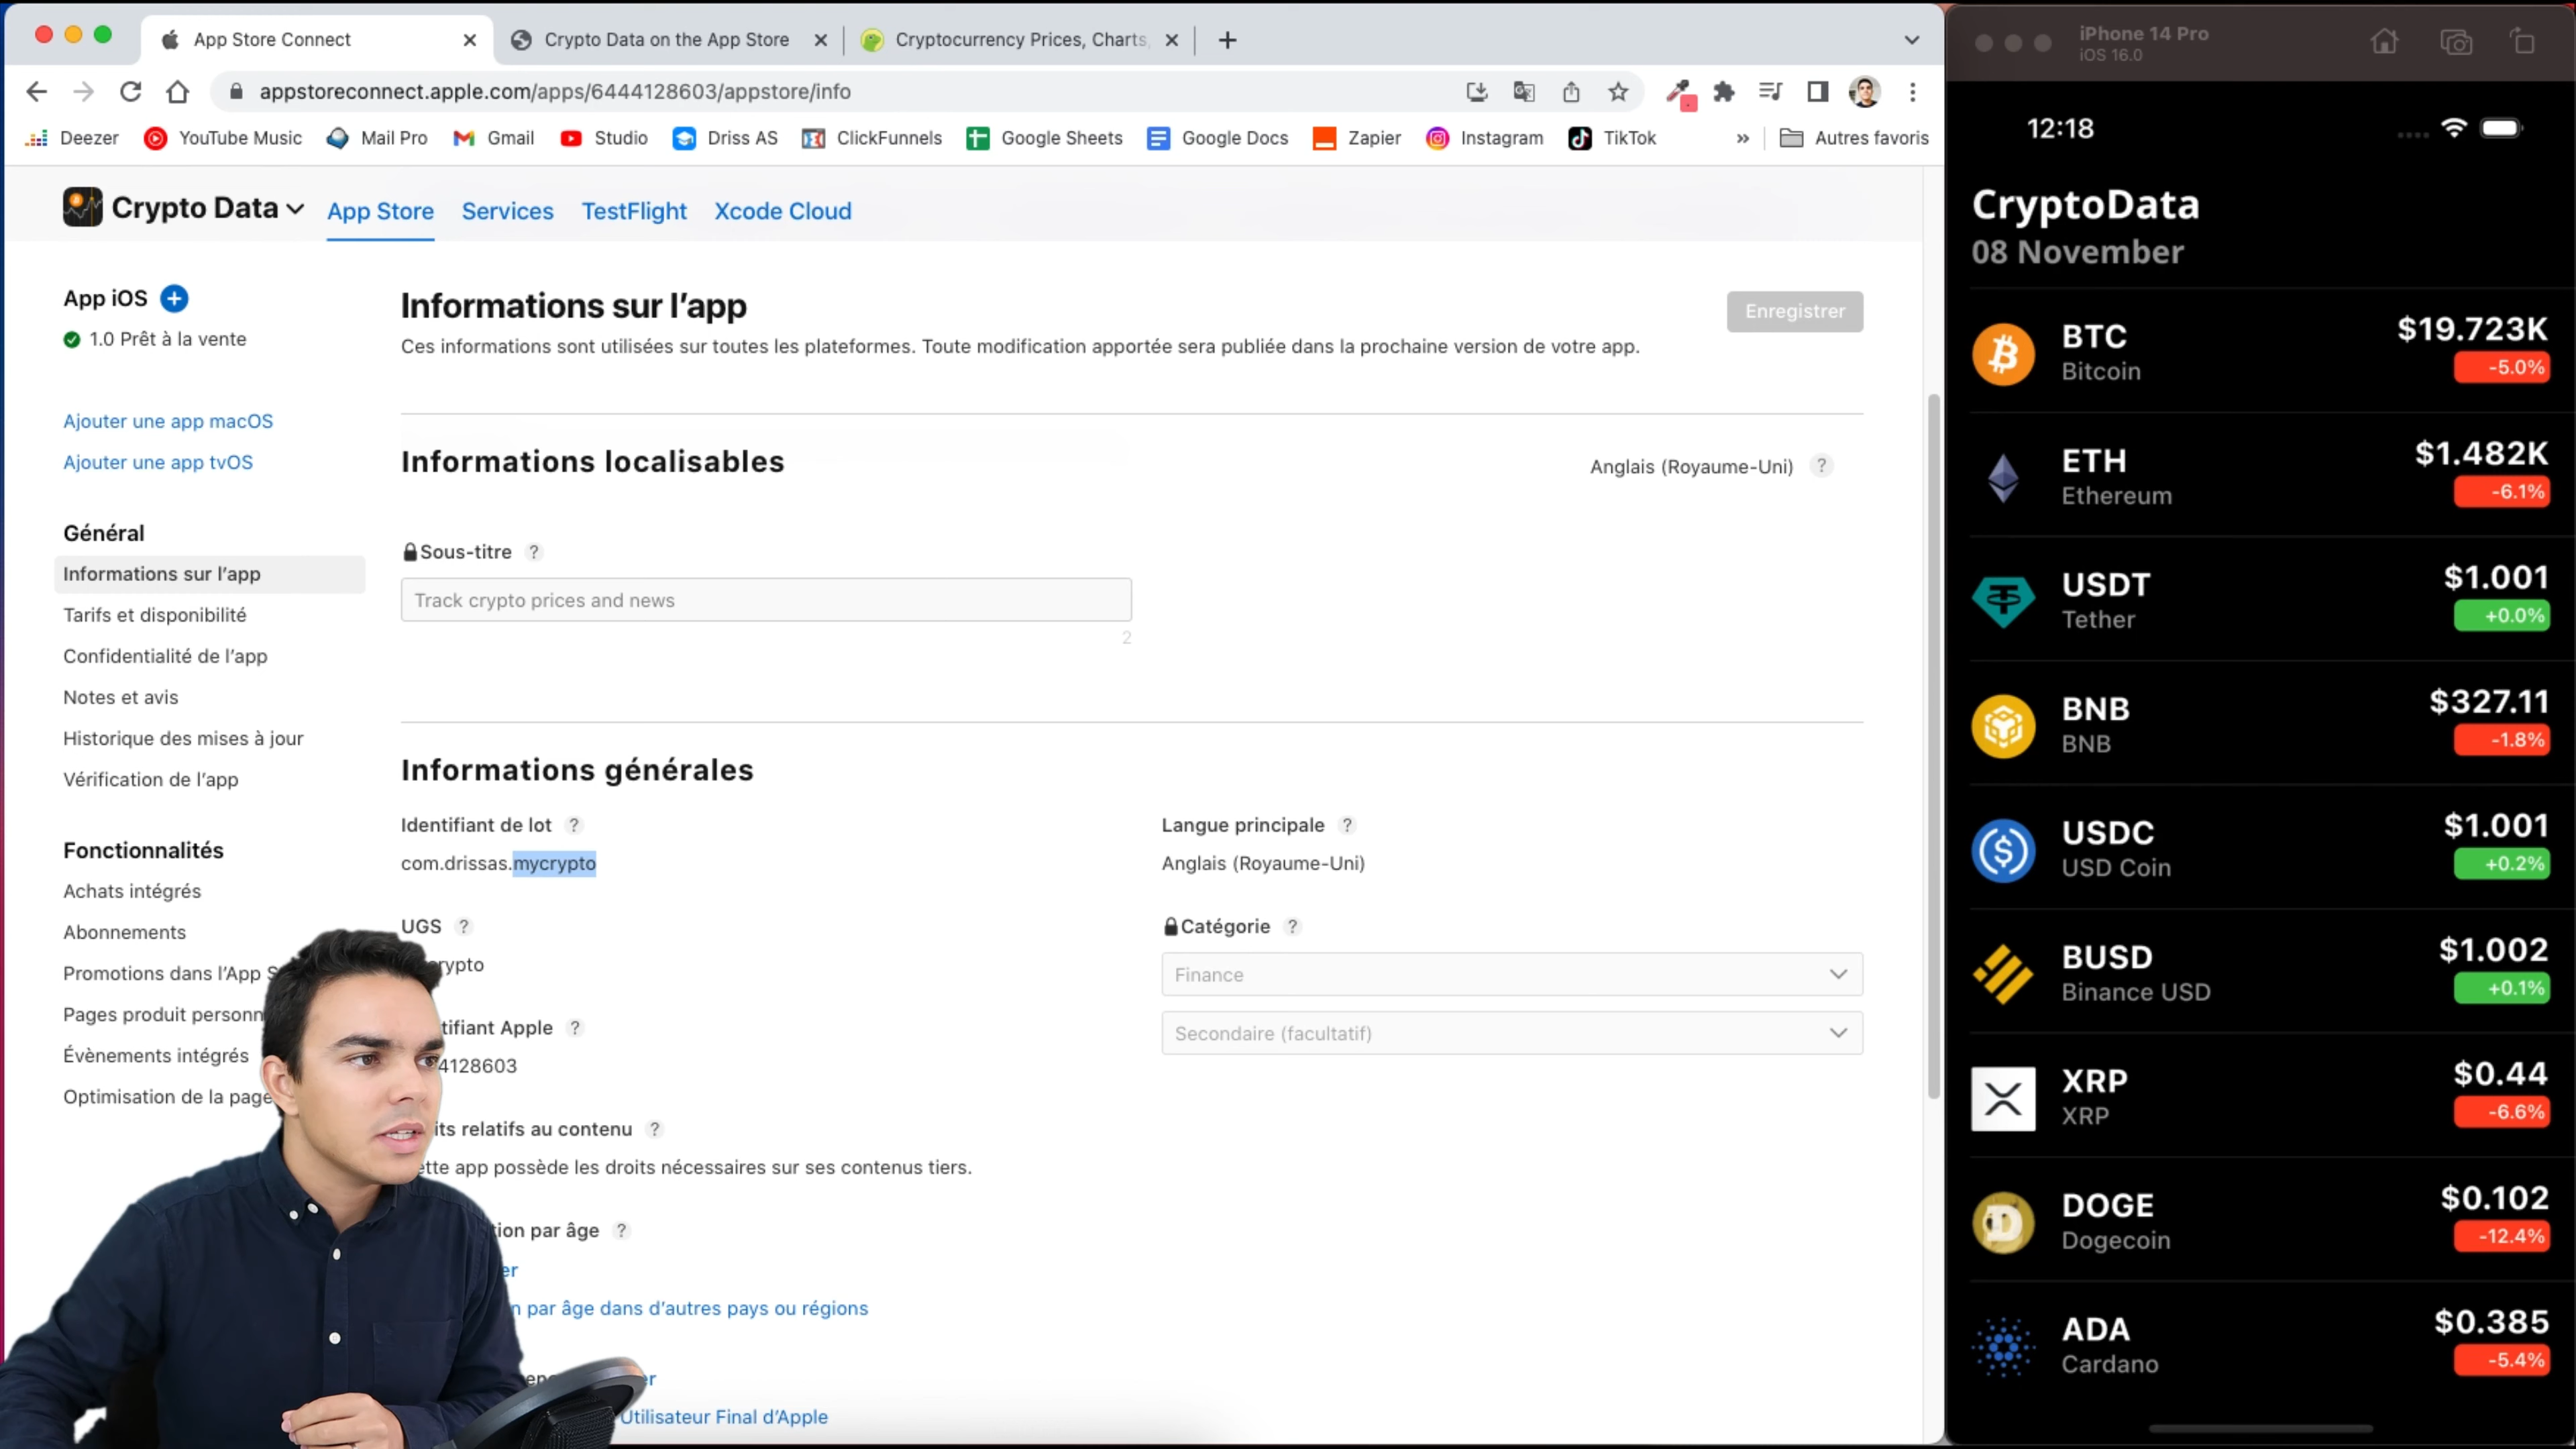 App Store Connect
Crypto Data on the App Store
Cryptocurrency Prices, Charts,
appstoreconnect.apple.com/apps/6444128603/appstore/info
Deezer
YouTube Music
Mail Pro
Gmail
Studio
Driss AS
ClickFunnels
Google Sheets
Google Docs
Zapier
Instagram
TikTok
»
Autres favoris
Crypto Data
App Store
Services
TestFlight
Xcode Cloud
App iOS
1.0 Prêt à la vente
Ajouter une app macOS
Ajouter une app tvOS
Général
Informations sur l’app
Tarifs et disponibilité
Confidentialité de l’app
Notes et avis
Historique des mises à jour
Vérification de l’app
Fonctionnalités
Achats intégrés
Abonnements
Promotions dans l’App S
Pages produit personn
Évènements intégrés
Optimisation de la page
Informations sur l’app
Enregistrer
Ces informations sont utilisées sur toutes les plateformes. Toute modification apportée sera publiée dans la prochaine version de votre app.
Informations localisables
Anglais (Royaume-Uni) ?
Sous-titre ?
Track crypto prices and news
2
Informations générales
Identifiant de lot ?
com.drissas.mycrypto
Langue principale ?
Anglais (Royaume-Uni)
UGS ?
rypto
Catégorie ?
Finance
Secondaire (facultatif)
tifiant Apple ?
4128603
its relatifs au contenu ?
ette app possède les droits nécessaires sur ses contenus tiers.
tion par âge ?
er
n par âge dans d’autres pays ou régions
er
Utilisateur Final d’Apple
iPhone 14 Pro
iOS 16.0
12:18
CryptoData
08 November
BTC
Bitcoin
$19.723K
-5.0%
ETH
Ethereum
$1.482K
-6.1%
USDT
Tether
$1.001
+0.0%
BNB
BNB
$327.11
-1.8%
USDC
USD Coin
$1.001
+0.2%
BUSD
Binance USD
$1.002
+0.1%
XRP
XRP
$0.44
-6.6%
DOGE
Dogecoin
$0.102
-12.4%
ADA
Cardano
$0.385
-5.4%